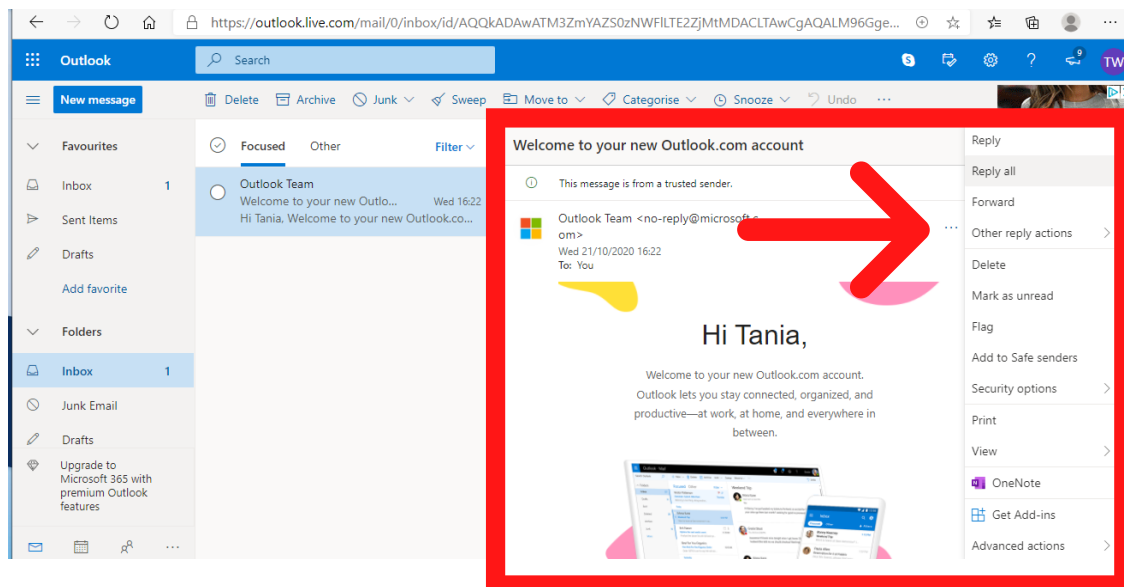 https://outlook.live.com/mail/0/inbox/id/AQQkADAwATM3ZmYAZS0zNWFlLTE2ZjMtMDACLTAwCgAQALM96Gge...
Outlook
Search
S
?
9
TW
New message
Delete
Archive
Junk
Sweep
Move to
Categorise
Snooze
Undo
...
Favourites
Inbox 1
Sent Items
Drafts
Add favorite
Folders
Inbox 1
Junk Email
Drafts
Upgrade to
Microsoft 365 with
premium Outlook
features
...
Focused Other Filter
Outlook Team
Welcome to your new Outlo... Wed 16:22
Hi Tania, Welcome to your new Outlook.co...
Welcome to your new Outlook.com account
This message is from a trusted sender.
Outlook Team <no-reply@microsoft.c
om>
Wed 21/10/2020 16:22
To: You
...
Hi Tania,
Welcome to your new Outlook.com account.
Outlook lets you stay connected, organized, and
productive—at work, at home, and everywhere in
between.
Reply
Reply all
Forward
Other reply actions
Delete
Mark as unread
Flag
Add to Safe senders
Security options
Print
View
OneNote
Get Add-ins
Advanced actions